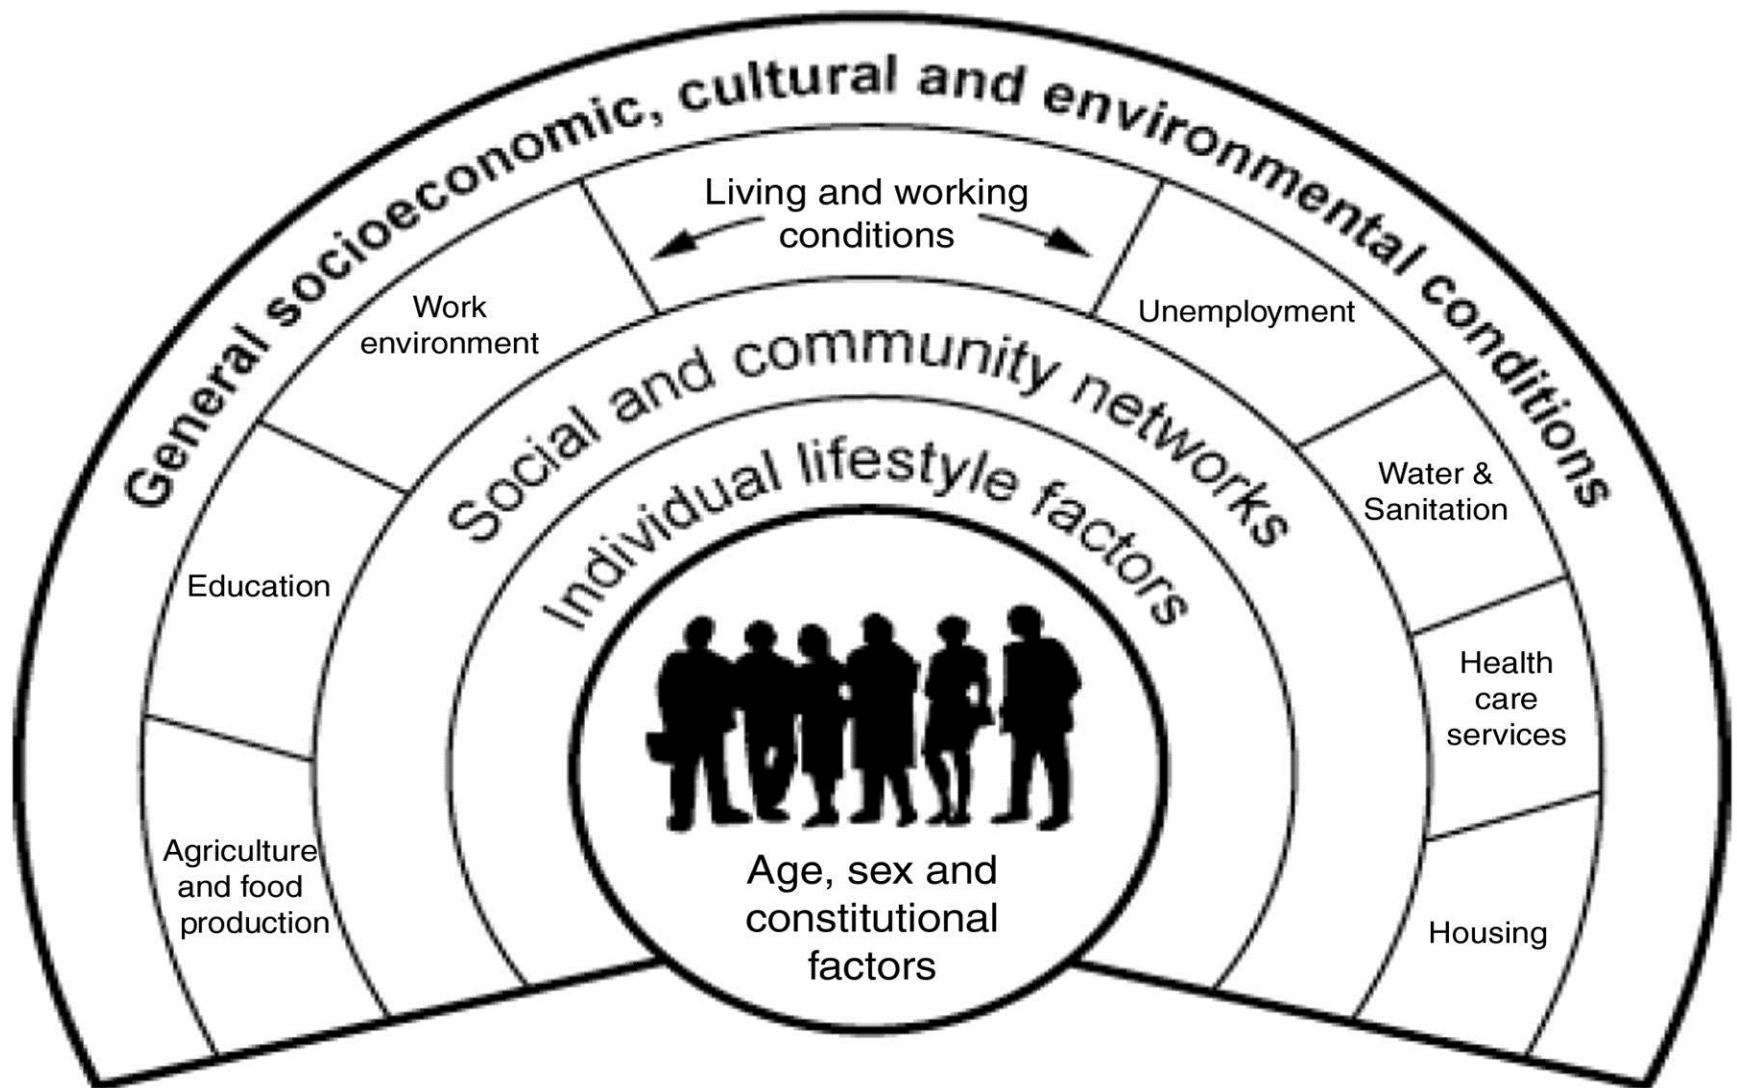 General socioeconomic, cultural and environmental conditions
Living and working
conditions
Work
environment
Unemployment
Social and community networks
Individual lifestyle factors
Water &
Sanitation
Education
Health
care
services
Agriculture
and food
production
Age, sex and
constitutional
factors
Housing